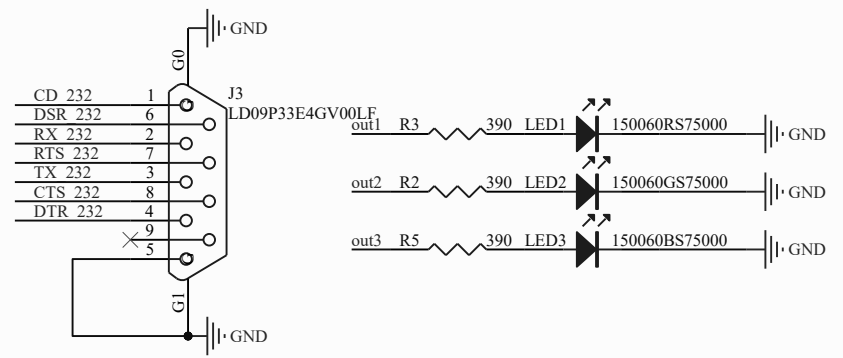 GND
G0
J3
LD09P33E4GV00LF
CD 232 1
DSR 232 6
RX 232 2
RTS 232 7
TX 232 3
CTS 232 8
DTR 232 4
9
5
G1
GND
out1 R3 390 LED1 150060RS75000 GND
out2 R2 390 LED2 150060GS75000 GND
out3 R5 390 LED3 150060BS75000 GND